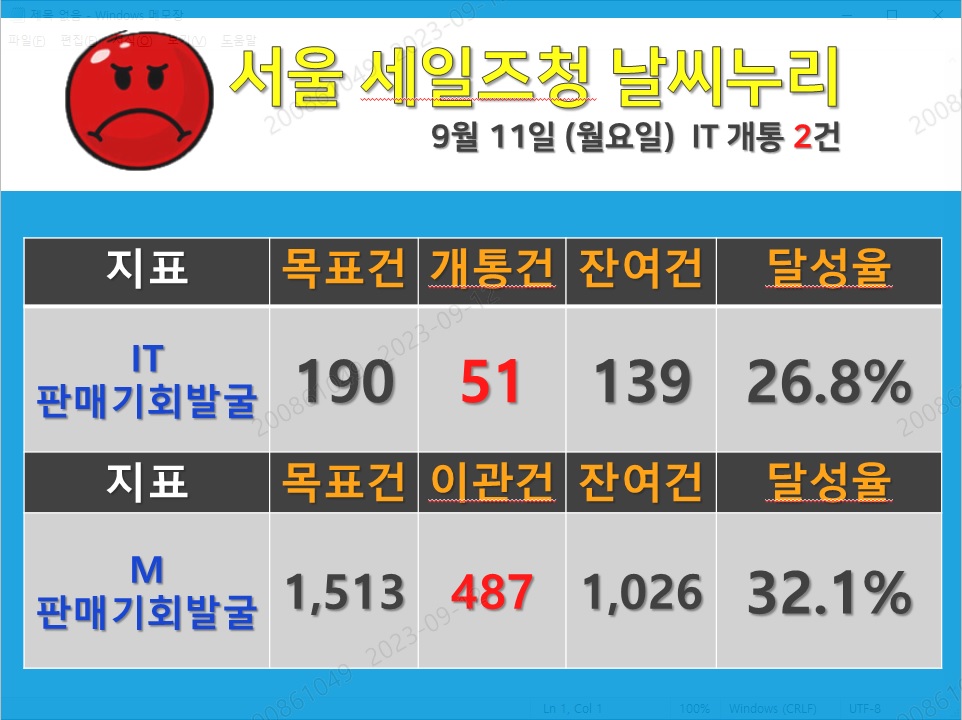 제목 없음 - Windows 메모장
파일(F) 편집(E) 서식(O) 보기(V) 도움말
서울 세일즈청 날씨누리
9월 11일 (월요일) IT 개통 2건
지표 목표건 개통건 잔여건 달성율
IT
판매기회발굴 190 51 139 26.8%
지표 목표건 이관건 잔여건 달성율
M
판매기회발굴 1,513 487 1,026 32.1%
200861049 2023-09-12
Ln 1, Col 1 100% Windows (CRLF) UTF-8